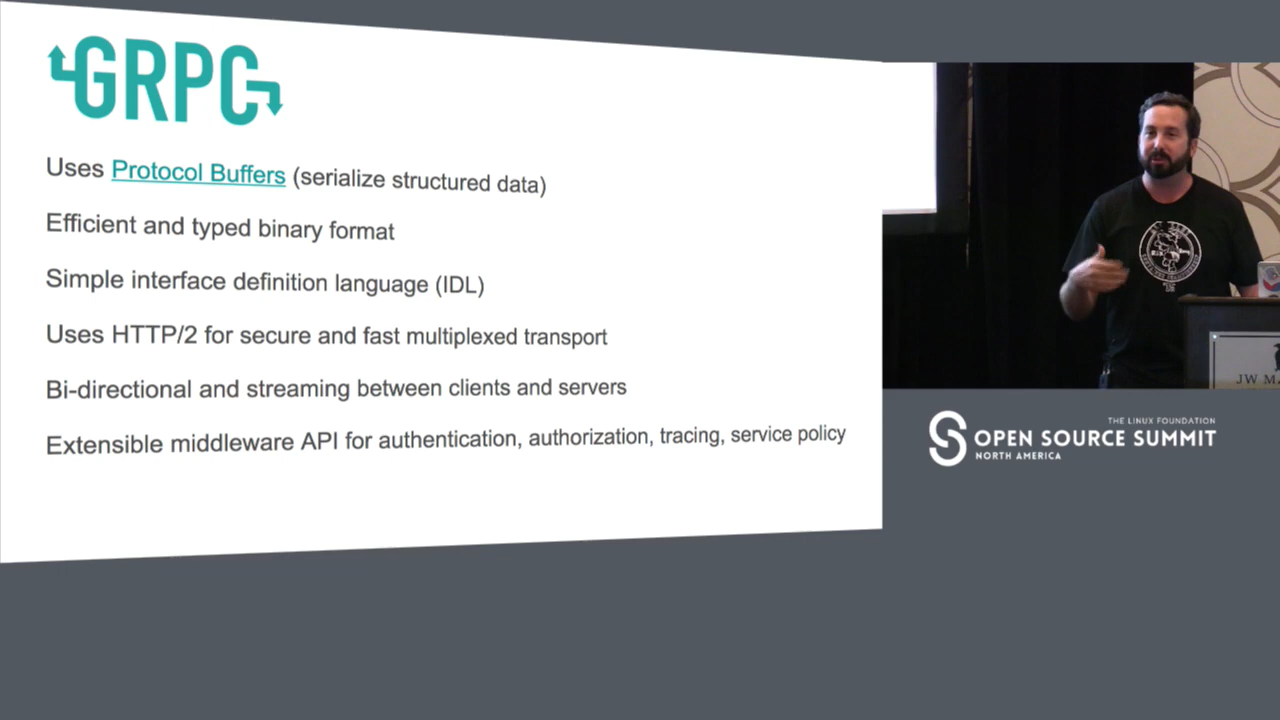 GRPC
Uses Protocol Buffers (serialize structured data)
Efficient and typed binary format
Simple interface definition language (IDL)
Uses HTTP/2 for secure and fast multiplexed transport
Bi-directional and streaming between clients and servers
Extensible middleware API for authentication, authorization, tracing, service policy
JW MA
THE LINUX FOUNDATION
OPEN SOURCE SUMMIT
NORTH AMERICA